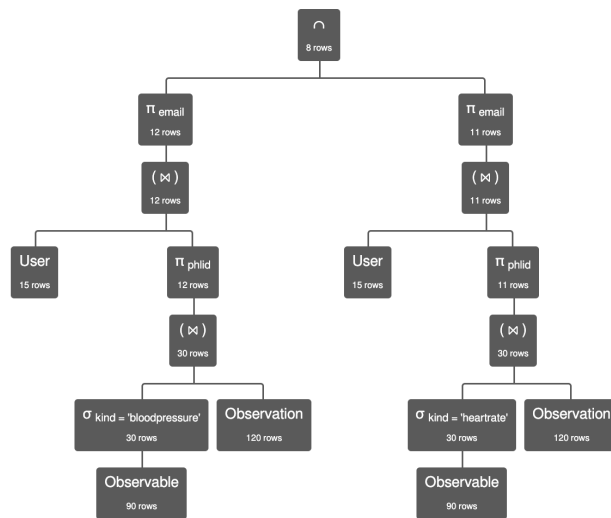 ∩
8 rows
π email
12 rows
π email
11 rows
( ⋈ )
12 rows
( ⋈ )
11 rows
User
15 rows
π phlid
12 rows
User
15 rows
π phlid
11 rows
( ⋈ )
30 rows
( ⋈ )
30 rows
σ kind = 'bloodpressure'
30 rows
Observation
120 rows
σ kind = 'heartrate'
30 rows
Observation
120 rows
Observable
90 rows
Observable
90 rows